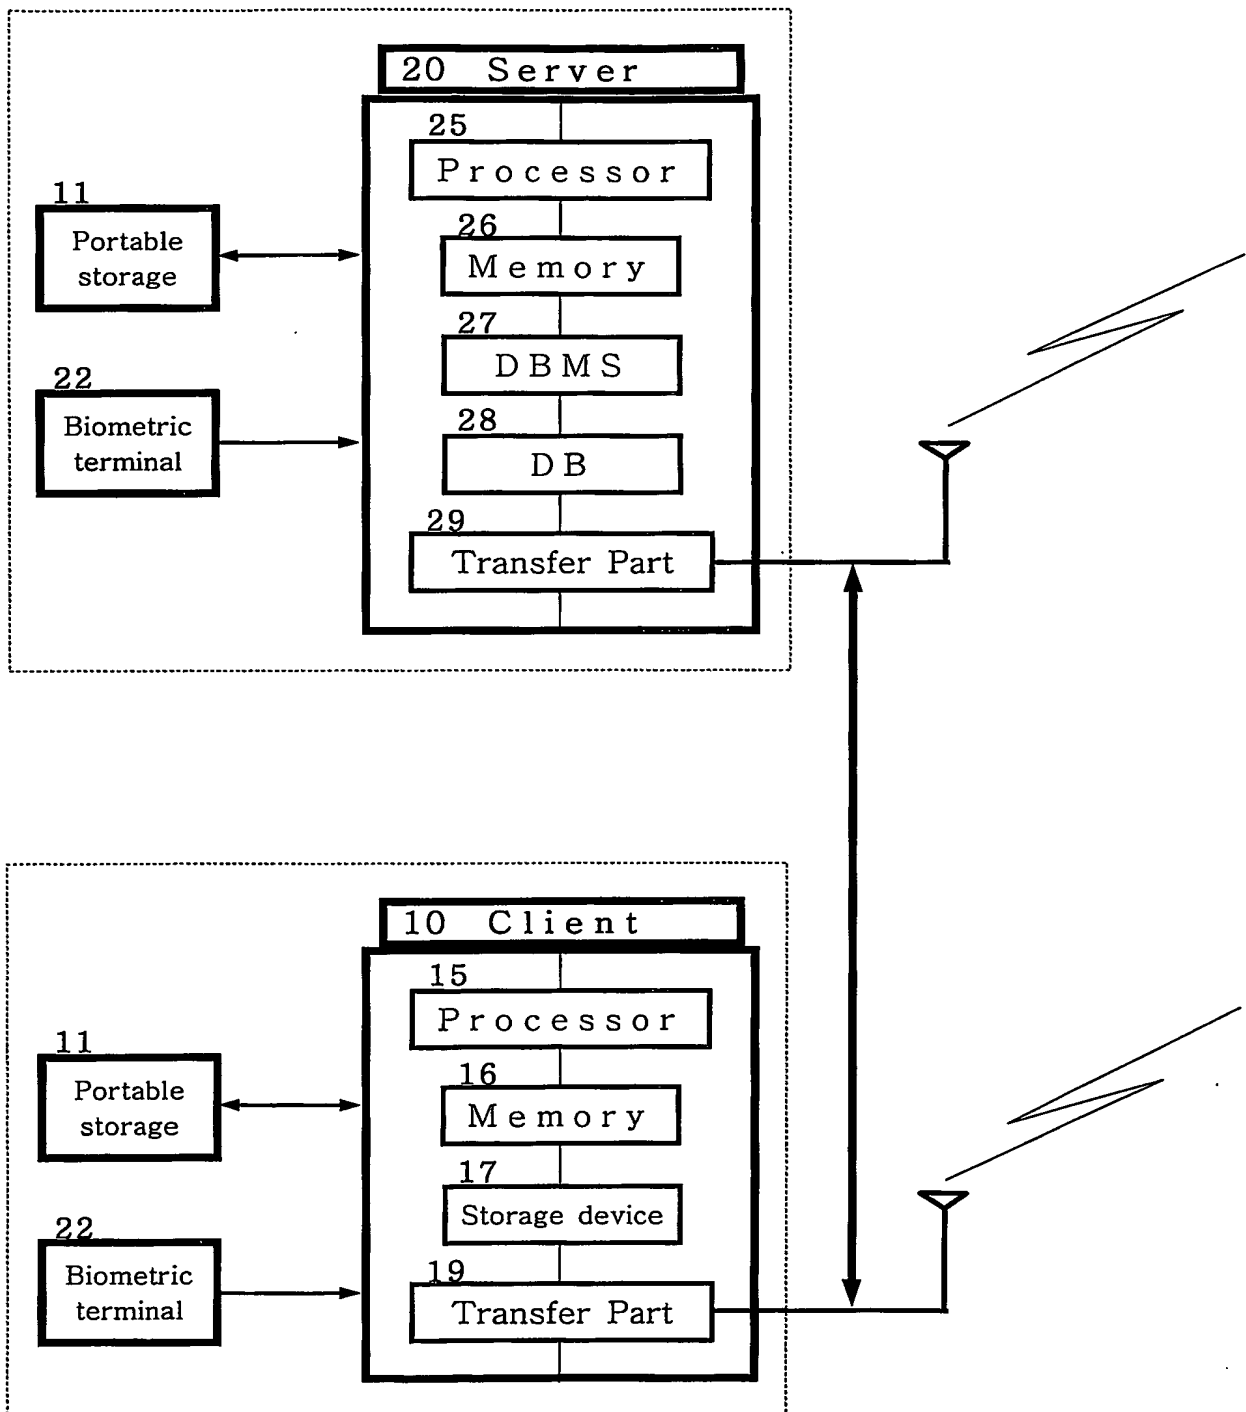 20 Server
25
Processor
26
Memory
27
DBMS
28
DB
29
Transfer Part
11
Portable
storage
22
Biometric
terminal
10 Client
15
Processor
16
Memory
17
Storage device
19
Transfer Part
11
Portable
storage
22
Biometric
terminal